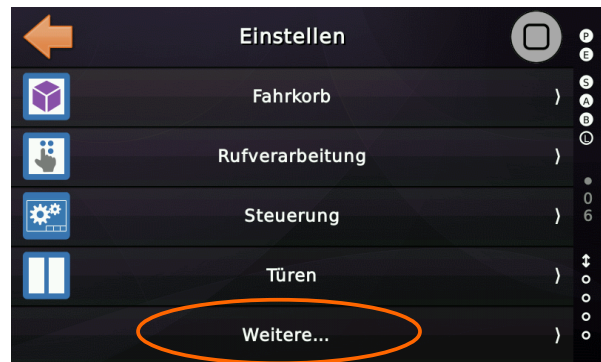 Einstellen
Fahrkorb
Rufverarbeitung
Steuerung
Türen
Weitere...
P
E
S
A
B
L
0
6